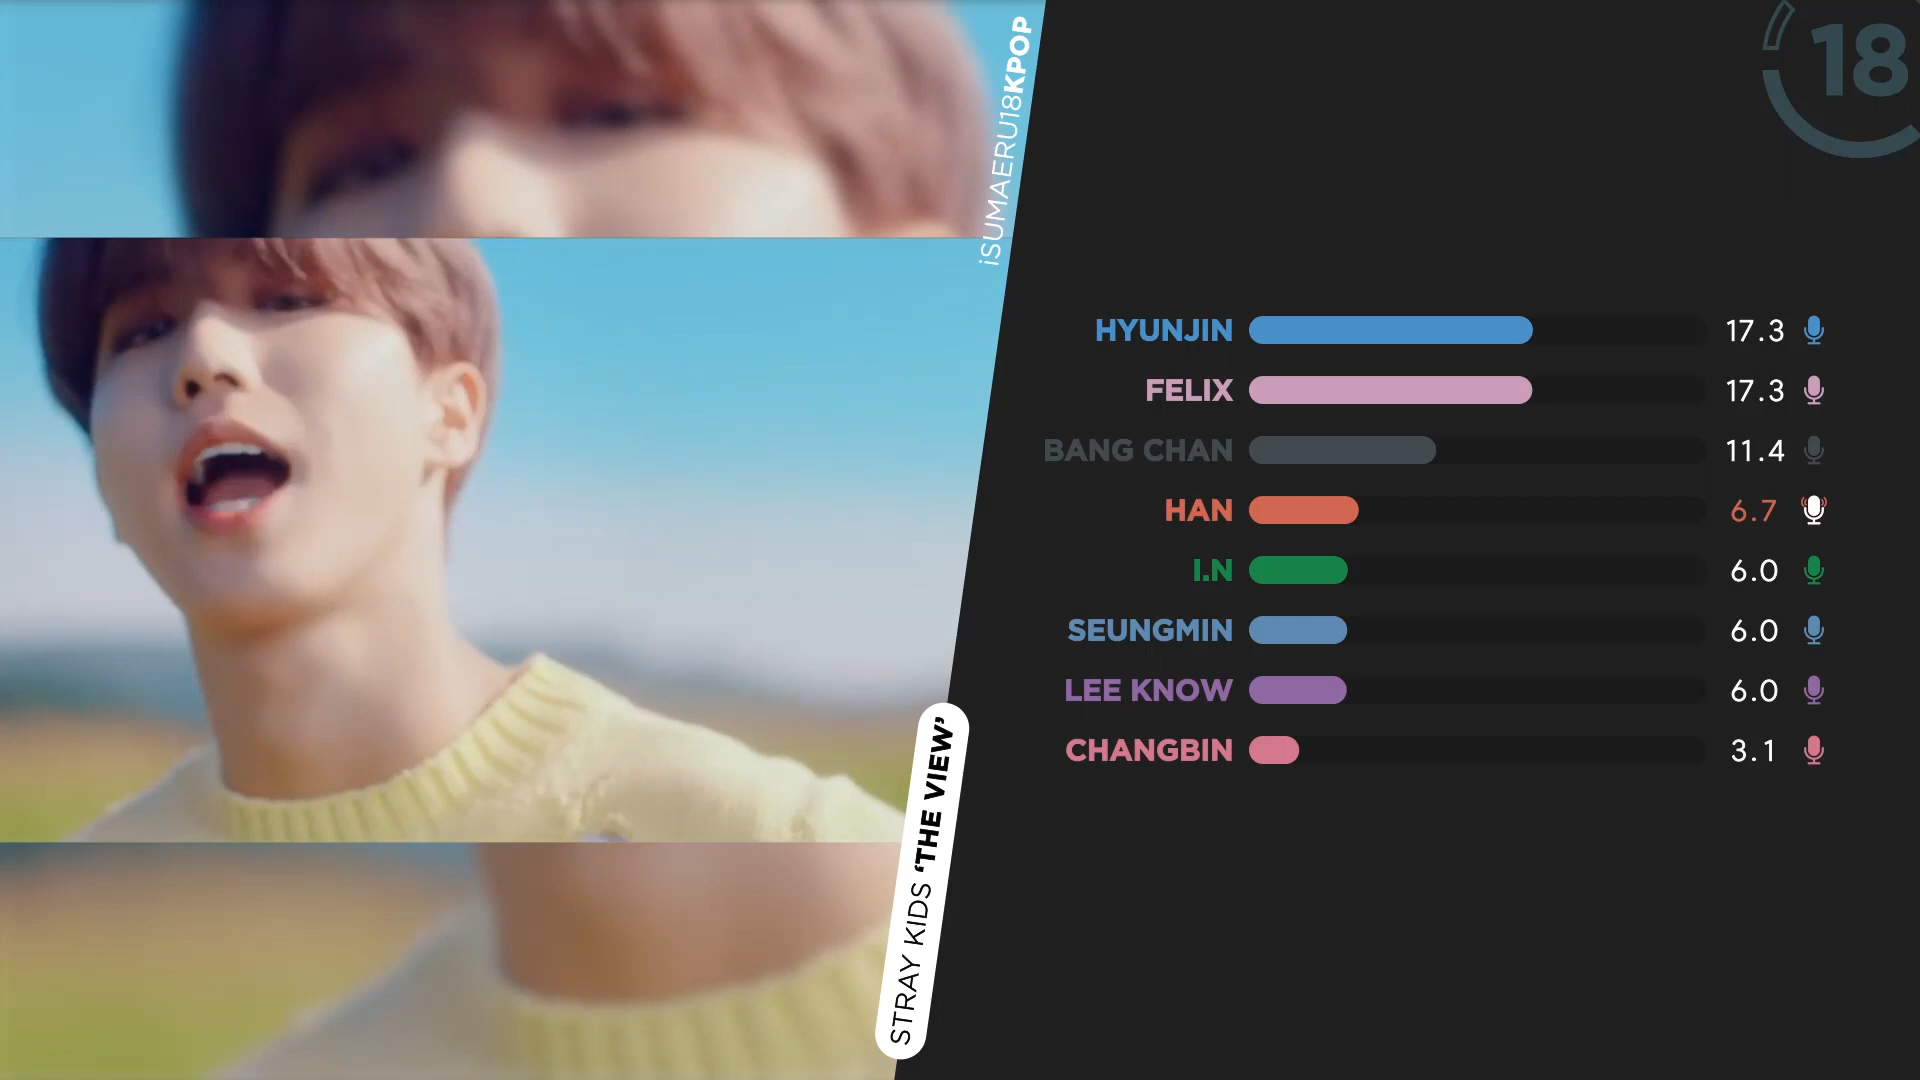 iSUMAERU18KPOP
STRAY KIDS ‘THE VIEW’
18
HYUNJIN 17.3
FELIX 17.3
BANG CHAN 11.4
HAN 6.7
I.N 6.0
SEUNGMIN 6.0
LEE KNOW 6.0
CHANGBIN 3.1